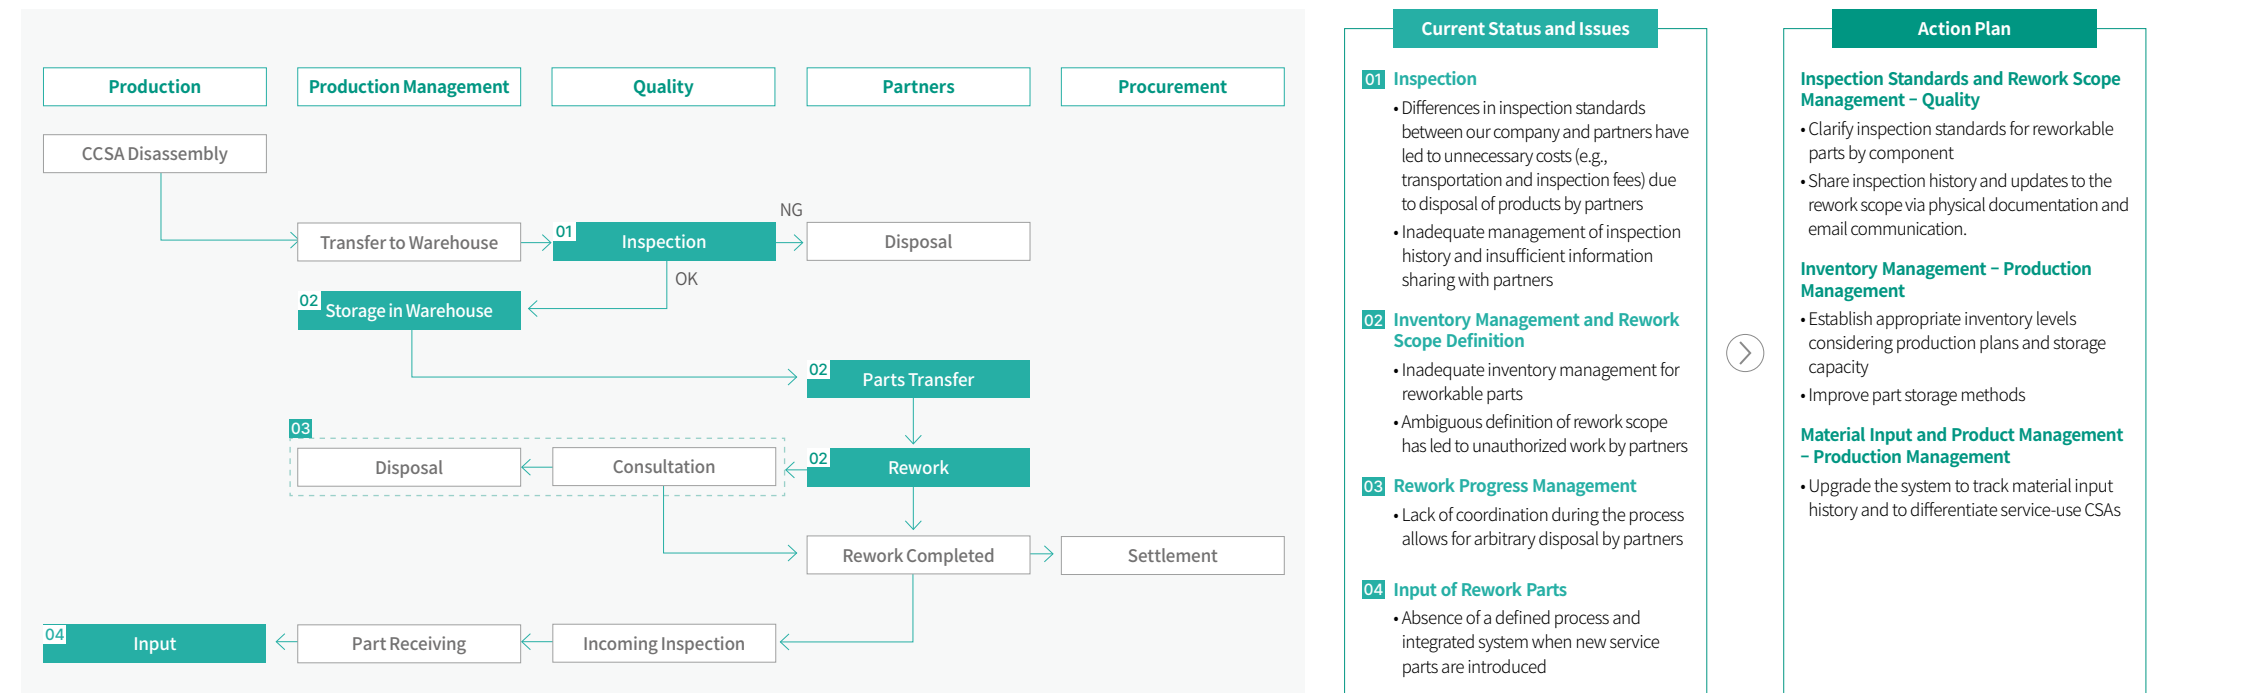 Production
Production Management
Quality
Partners
Procurement
CCSA Disassembly
Transfer to Warehouse
01
Inspection
NG
Disposal
OK
02
Storage in Warehouse
02
Parts Transfer
03
Disposal
Consultation
02
Rework
Rework Completed
Settlement
04
Input
Part Receiving
Incoming Inspection
Current Status and Issues
01 Inspection
• Differences in inspection standards
between our company and partners have
led to unnecessary costs (e.g.,
transportation and inspection fees) due
to disposal of products by partners
• Inadequate management of inspection
history and insufficient information
sharing with partners
02 Inventory Management and Rework
Scope Definition
• Inadequate inventory management for
reworkable parts
• Ambiguous definition of rework scope
has led to unauthorized work by partners
03 Rework Progress Management
• Lack of coordination during the process
allows for arbitrary disposal by partners
04 Input of Rework Parts
• Absence of a defined process and
integrated system when new service
parts are introduced
Action Plan
Inspection Standards and Rework Scope
Management – Quality
• Clarify inspection standards for reworkable
parts by component
• Share inspection history and updates to the
rework scope via physical documentation and
email communication.
Inventory Management – Production
Management
• Establish appropriate inventory levels
considering production plans and storage
capacity
• Improve part storage methods
Material Input and Product Management
– Production Management
• Upgrade the system to track material input
history and to differentiate service-use CSAs